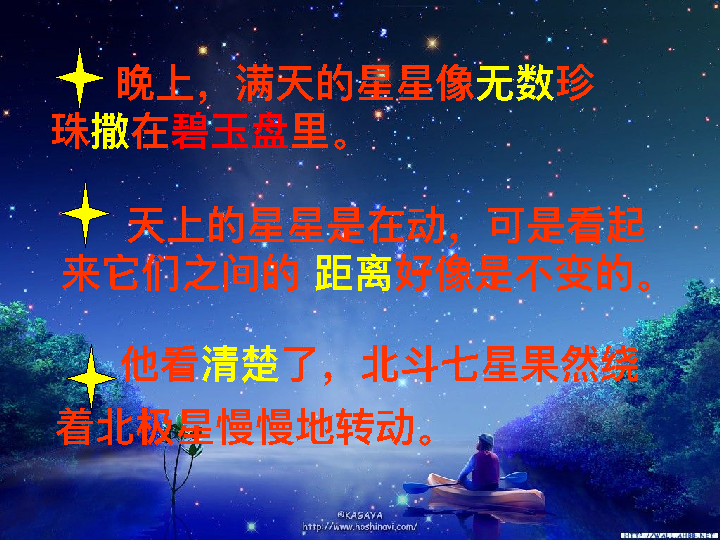 晚上，满天的星星像无数珍
珠撒在碧玉盘里。
天上的星星是在动，可是看起
来它们之间的 距离好像是不变的。
他看清楚了，北斗七星果然绕
着北极星慢慢地转动。
©KAGAYA
http://www.hoshinavi.com/